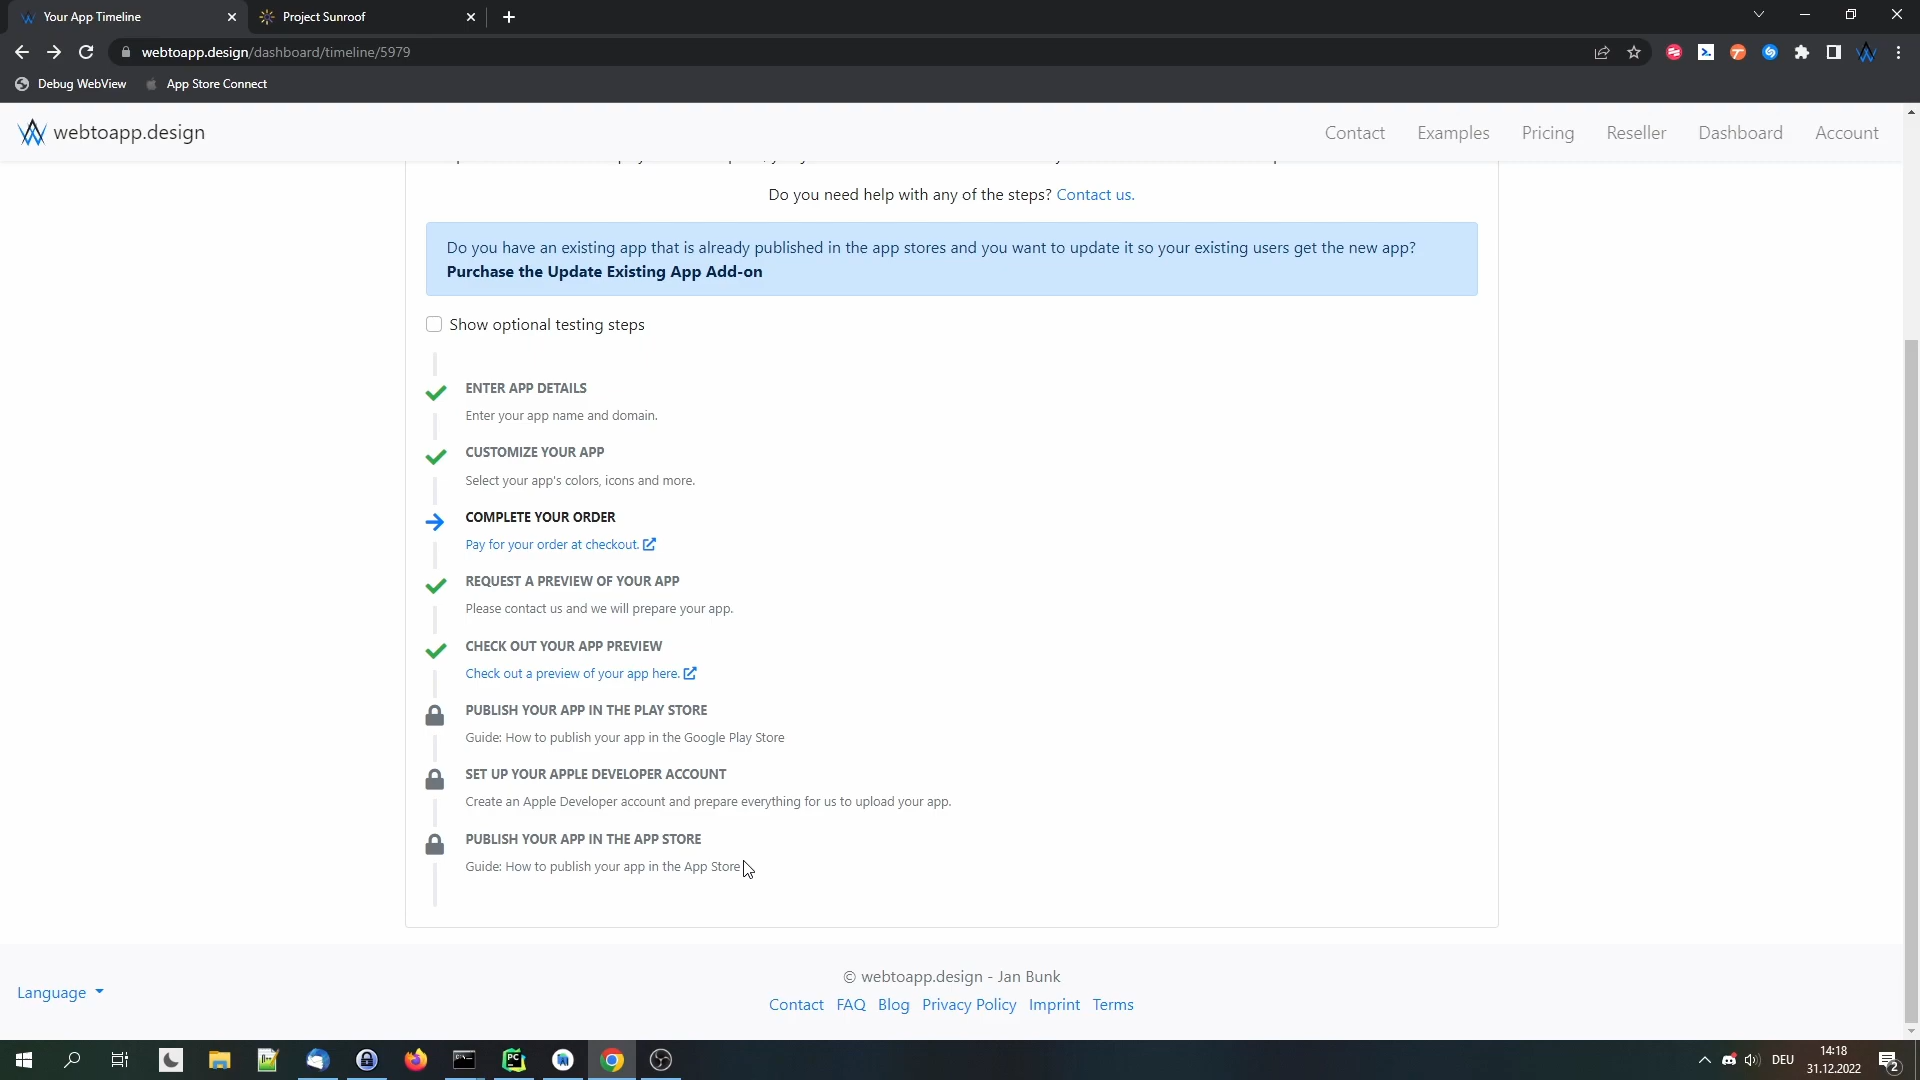 Your App Timeline
Project Sunroof
webtoapp.design/dashboard/timeline/5979
Debug WebView
App Store Connect
webtoapp.design
Contact
Examples
Pricing
Reseller
Dashboard
Account
Do you need help with any of the steps? Contact us.
Do you have an existing app that is already published in the app stores and you want to update it so your existing users get the new app?
Purchase the Update Existing App Add-on
Show optional testing steps
ENTER APP DETAILS
Enter your app name and domain.
CUSTOMIZE YOUR APP
Select your app's colors, icons and more.
COMPLETE YOUR ORDER
Pay for your order at checkout.
REQUEST A PREVIEW OF YOUR APP
Please contact us and we will prepare your app.
CHECK OUT YOUR APP PREVIEW
Check out a preview of your app here.
PUBLISH YOUR APP IN THE PLAY STORE
Guide: How to publish your app in the Google Play Store
SET UP YOUR APPLE DEVELOPER ACCOUNT
Create an Apple Developer account and prepare everything for us to upload your app.
PUBLISH YOUR APP IN THE APP STORE
Guide: How to publish your app in the App Store
© webtoapp.design - Jan Bunk
Language
Contact FAQ Blog Privacy Policy Imprint Terms
PC
DEU
14:18
31.12.2022
2